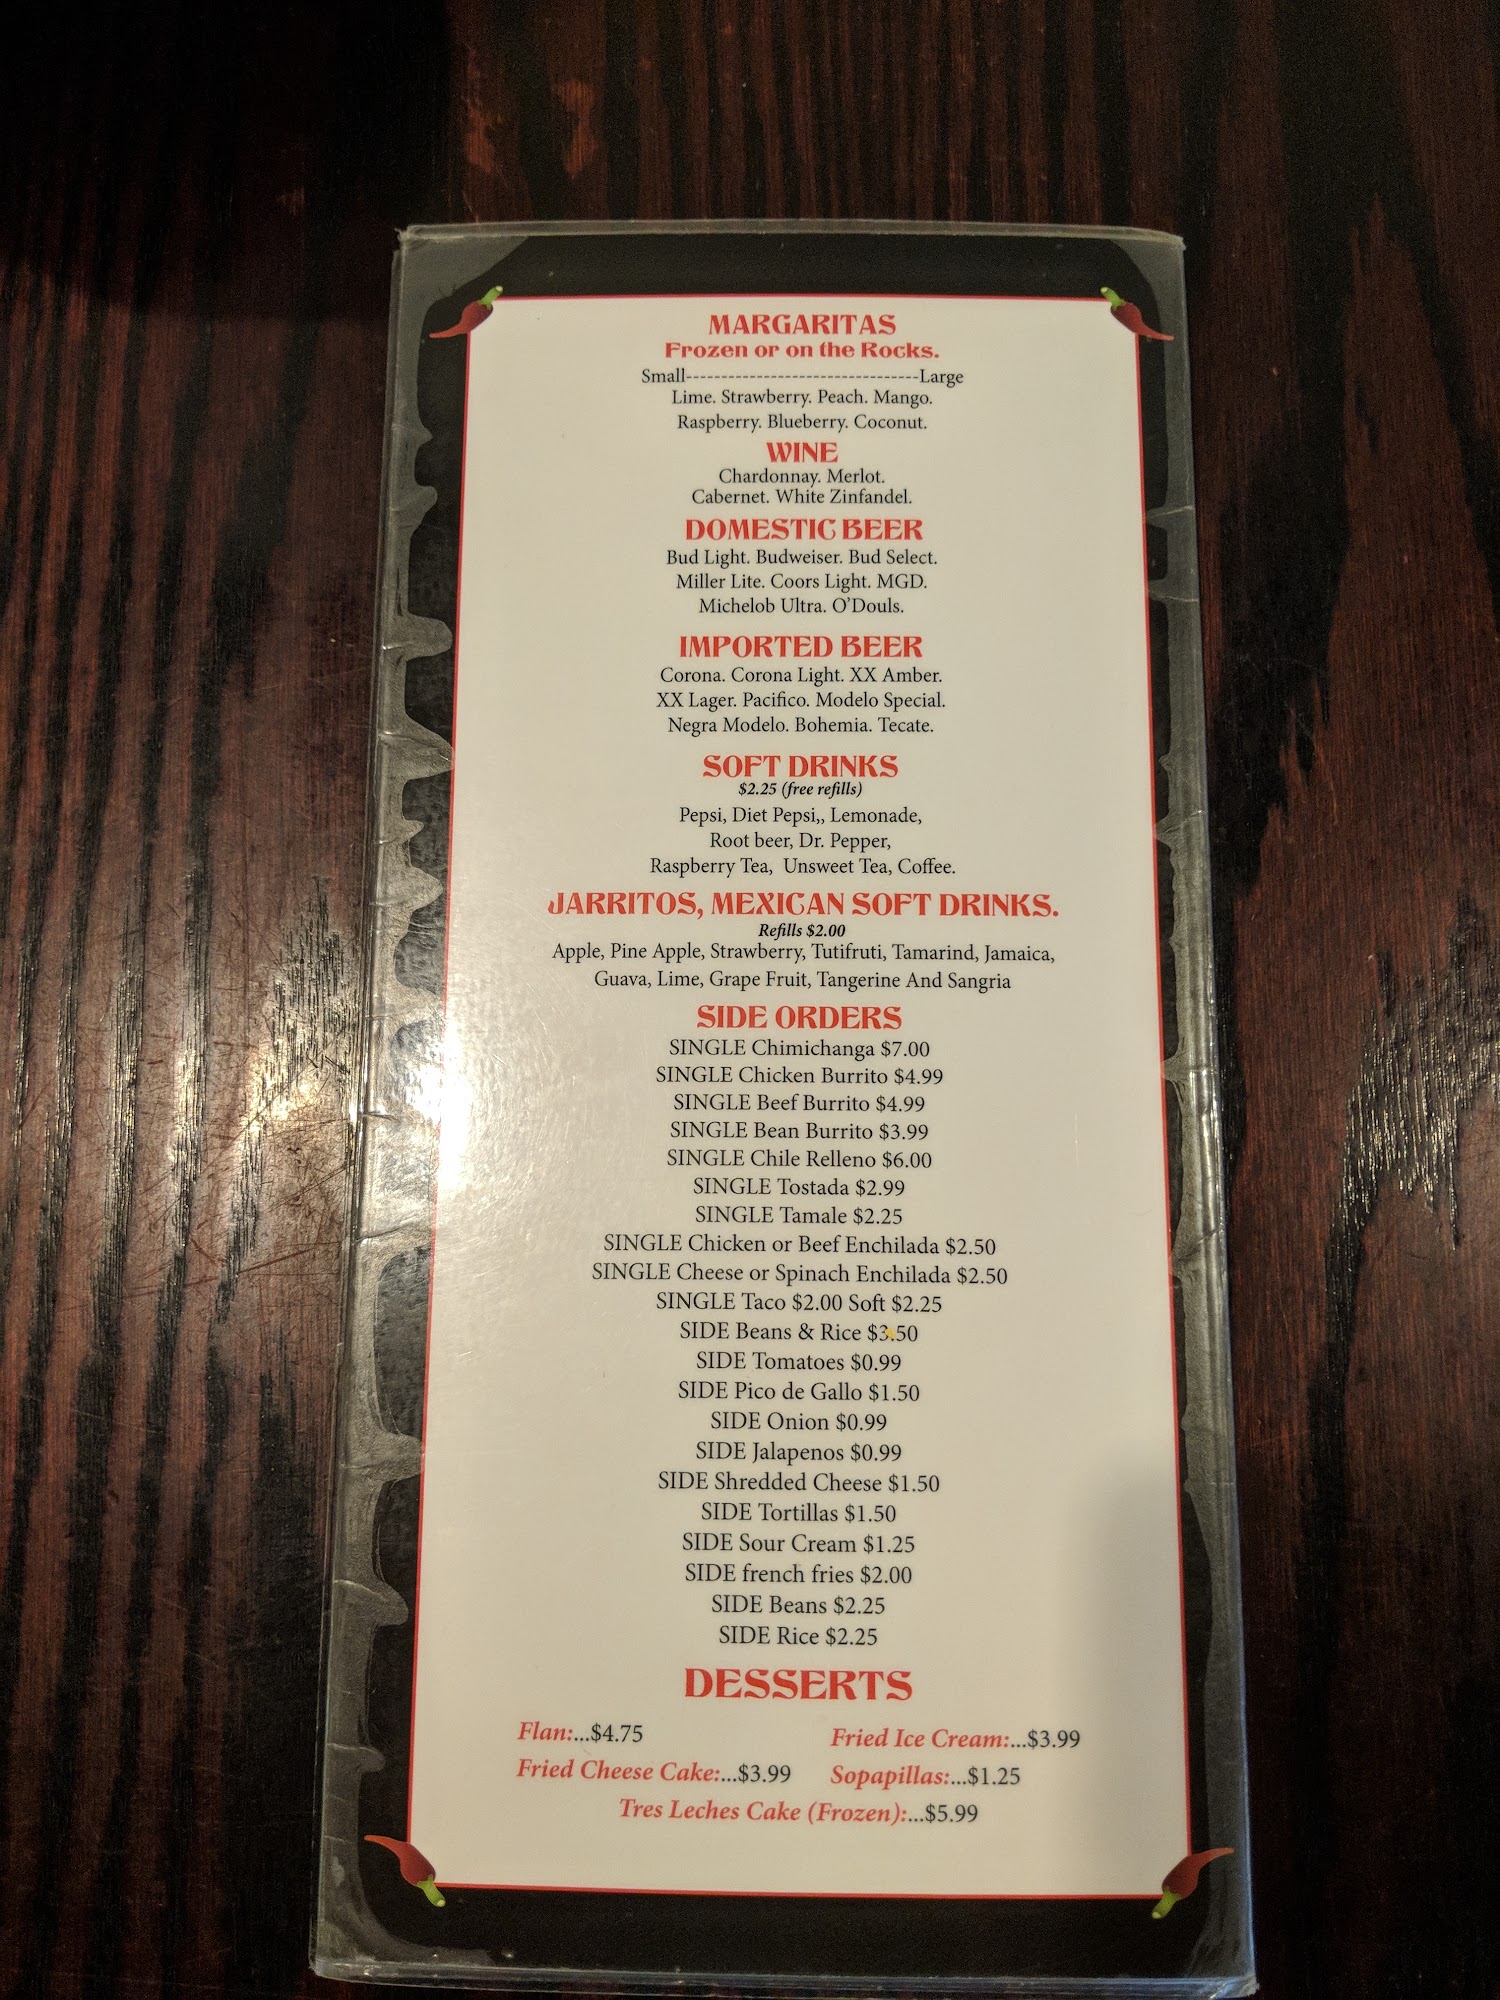 MARGARITAS
Frozen or on the Rocks.
Small---------------------------------Large
Lime. Strawberry. Peach. Mango.
Raspberry. Blueberry. Coconut.
WINE
Chardonnay. Merlot.
Cabernet. White Zinfandel.
DOMESTIC BEER
Bud Light. Budweiser. Bud Select.
Miller Lite. Coors Light. MGD.
Michelob Ultra. O'Douls.
IMPORTED BEER
Corona. Corona Light. XX Amber.
XX Lager. Pacifico. Modelo Special.
Negra Modelo. Bohemia. Tecate.
SOFT DRINKS
$2.25 (free refills)
Pepsi, Diet Pepsi,, Lemonade,
Root beer, Dr. Pepper,
Raspberry Tea, Unsweet Tea, Coffee.
JARRITOS, MEXICAN SOFT DRINKS.
Refills $2.00
Apple, Pine Apple, Strawberry, Tutifruti, Tamarind, Jamaica,
Guava, Lime, Grape Fruit, Tangerine And Sangria
SIDE ORDERS
SINGLE Chimichanga $7.00
SINGLE Chicken Burrito $4.99
SINGLE Beef Burrito $4.99
SINGLE Bean Burrito $3.99
SINGLE Chile Relleno $6.00
SINGLE Tostada $2.99
SINGLE Tamale $2.25
SINGLE Chicken or Beef Enchilada $2.50
SINGLE Cheese or Spinach Enchilada $2.50
SINGLE Taco $2.00 Soft $2.25
SIDE Beans & Rice $3.50
SIDE Tomatoes $0.99
SIDE Pico de Gallo $1.50
SIDE Onion $0.99
SIDE Jalapenos $0.99
SIDE Shredded Cheese $1.50
SIDE Tortillas $1.50
SIDE Sour Cream $1.25
SIDE french fries $2.00
SIDE Beans $2.25
SIDE Rice $2.25
DESSERTS
Flan:...$4.75 Fried Ice Cream:...$3.99
Fried Cheese Cake:...$3.99 Sopapillas:...$1.25
Tres Leches Cake (Frozen):...$5.99